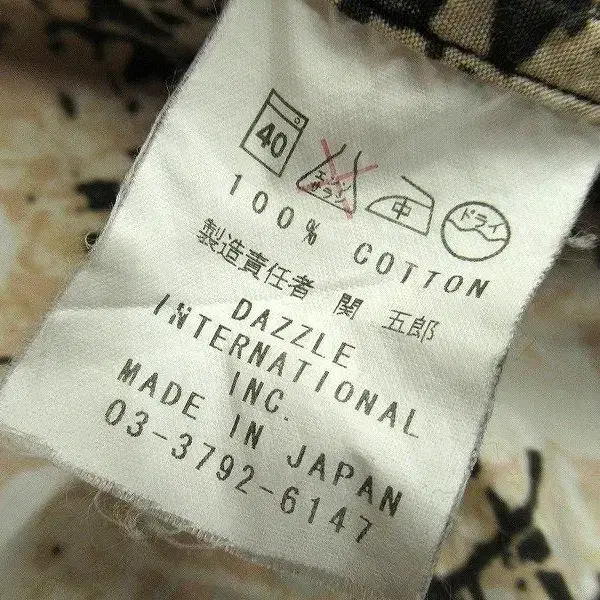 40 エンソサラシ 中 ドライ
100% COTTON
製造責任者 関 五郎
DAZZLE
INTERNATIONAL
INC.
MADE IN JAPAN
03-3792-6147